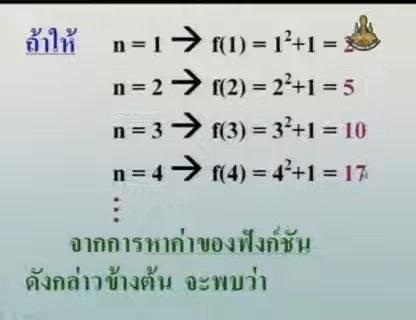 ถ้าให้ n = 1 → f(1) = 1²+1 = 2
n = 2 → f(2) = 2²+1 = 5
n = 3 → f(3) = 3²+1 = 10
n = 4 → f(4) = 4²+1 = 17
⋮
จากการหาค่าของฟังก์ชัน
ดังกล่าวข้างต้น จะพบว่า